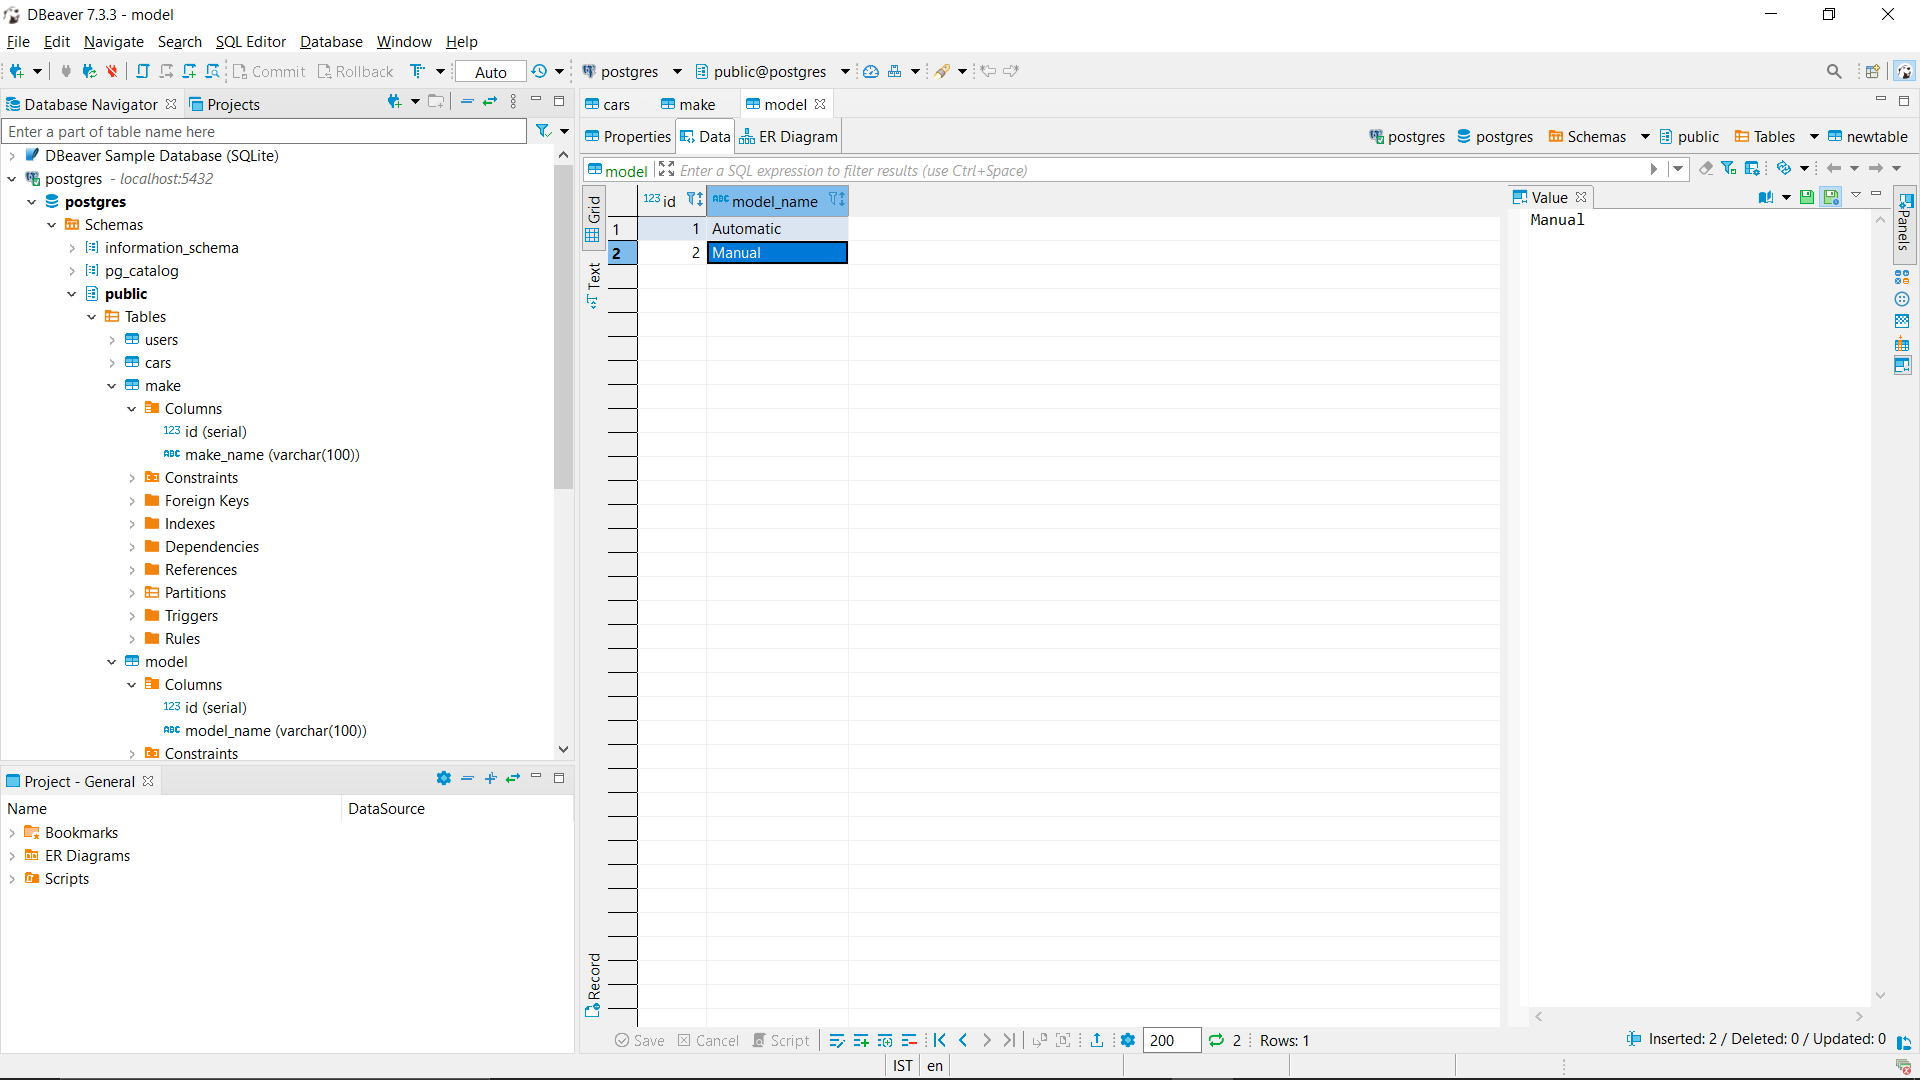 DBeaver 7.3.3 - model
File Edit Navigate Search SQL Editor Database Window Help
Commit Rollback Auto postgres public@postgres
Database Navigator Projects
Enter a part of table name here
DBeaver Sample Database (SQLite)
postgres - localhost:5432
postgres
Schemas
information_schema
pg_catalog
public
Tables
users
cars
make
Columns
123 id (serial)
ABC make_name (varchar(100))
Constraints
Foreign Keys
Indexes
Dependencies
References
Partitions
Triggers
Rules
model
Columns
123 id (serial)
ABC model_name (varchar(100))
Constraints
Project - General
Name DataSource
Bookmarks
ER Diagrams
Scripts
cars make model
Properties Data ER Diagram postgres postgres Schemas public Tables newtable
model Enter a SQL expression to filter results (use Ctrl+Space)
Grid
Text
Record
123 id ABC model_name
1 1 Automatic
2 2 Manual
Value
Manual
Panels
Save Cancel Script 200 2 Rows: 1 Inserted: 2 / Deleted: 0 / Updated: 0
IST en